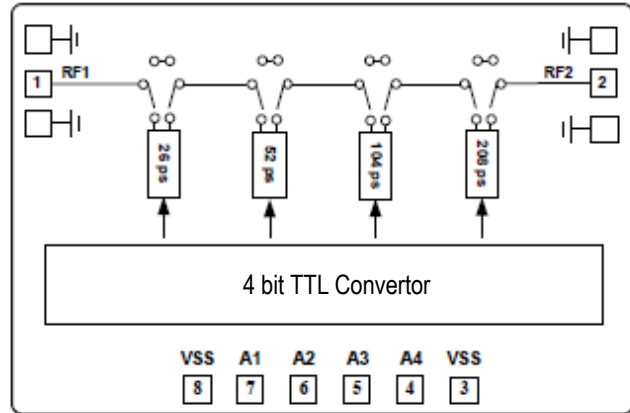 1 RF1 RF2 2
26 ps 52 ps 104 ps 208 ps
4 bit TTL Convertor
VSS A1 A2 A3 A4 VSS
8 7 6 5 4 3